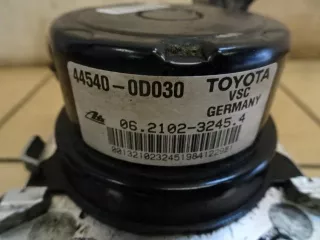 44540-0D030
TOYOTA
VSC
GERMANY
06.2102-3245.4